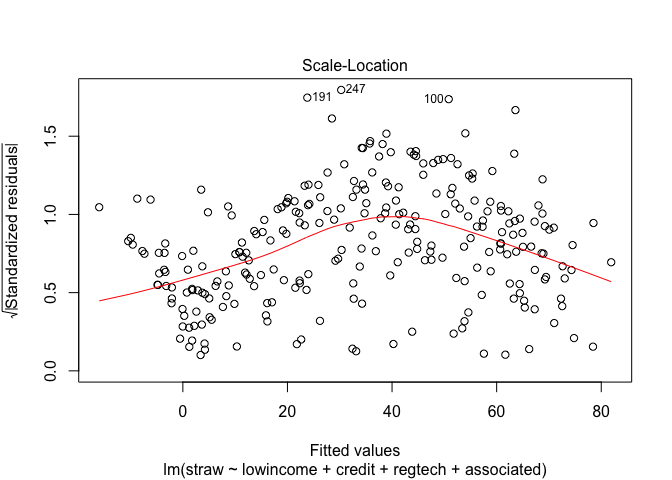 Scale-Location
√|Standardized residuals|
1.5
1.0
0.5
0.0
191
247
100
0 20 40 60 80
Fitted values
lm(straw ~ lowincome + credit + regtech + associated)